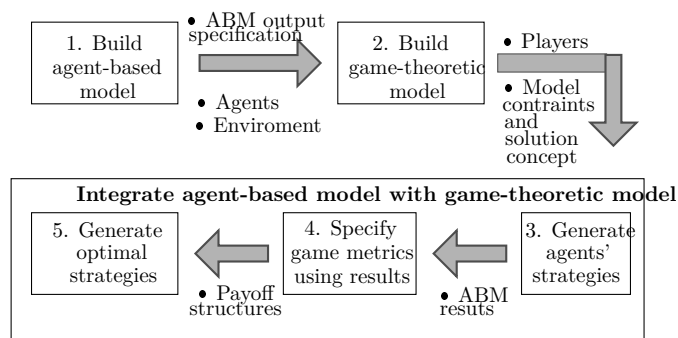 • ABM output
specification
1. Build
agent-based
model
• Agents
• Enviroment
2. Build
game-theoretic
model
• Players
• Model
contraints
and
solution
concept
Integrate agent-based model with game-theoretic model
5. Generate
optimal
strategies
• Payoff
structures
4. Specify
game metrics
using results
• ABM
resuts
3. Generate
agents'
strategies